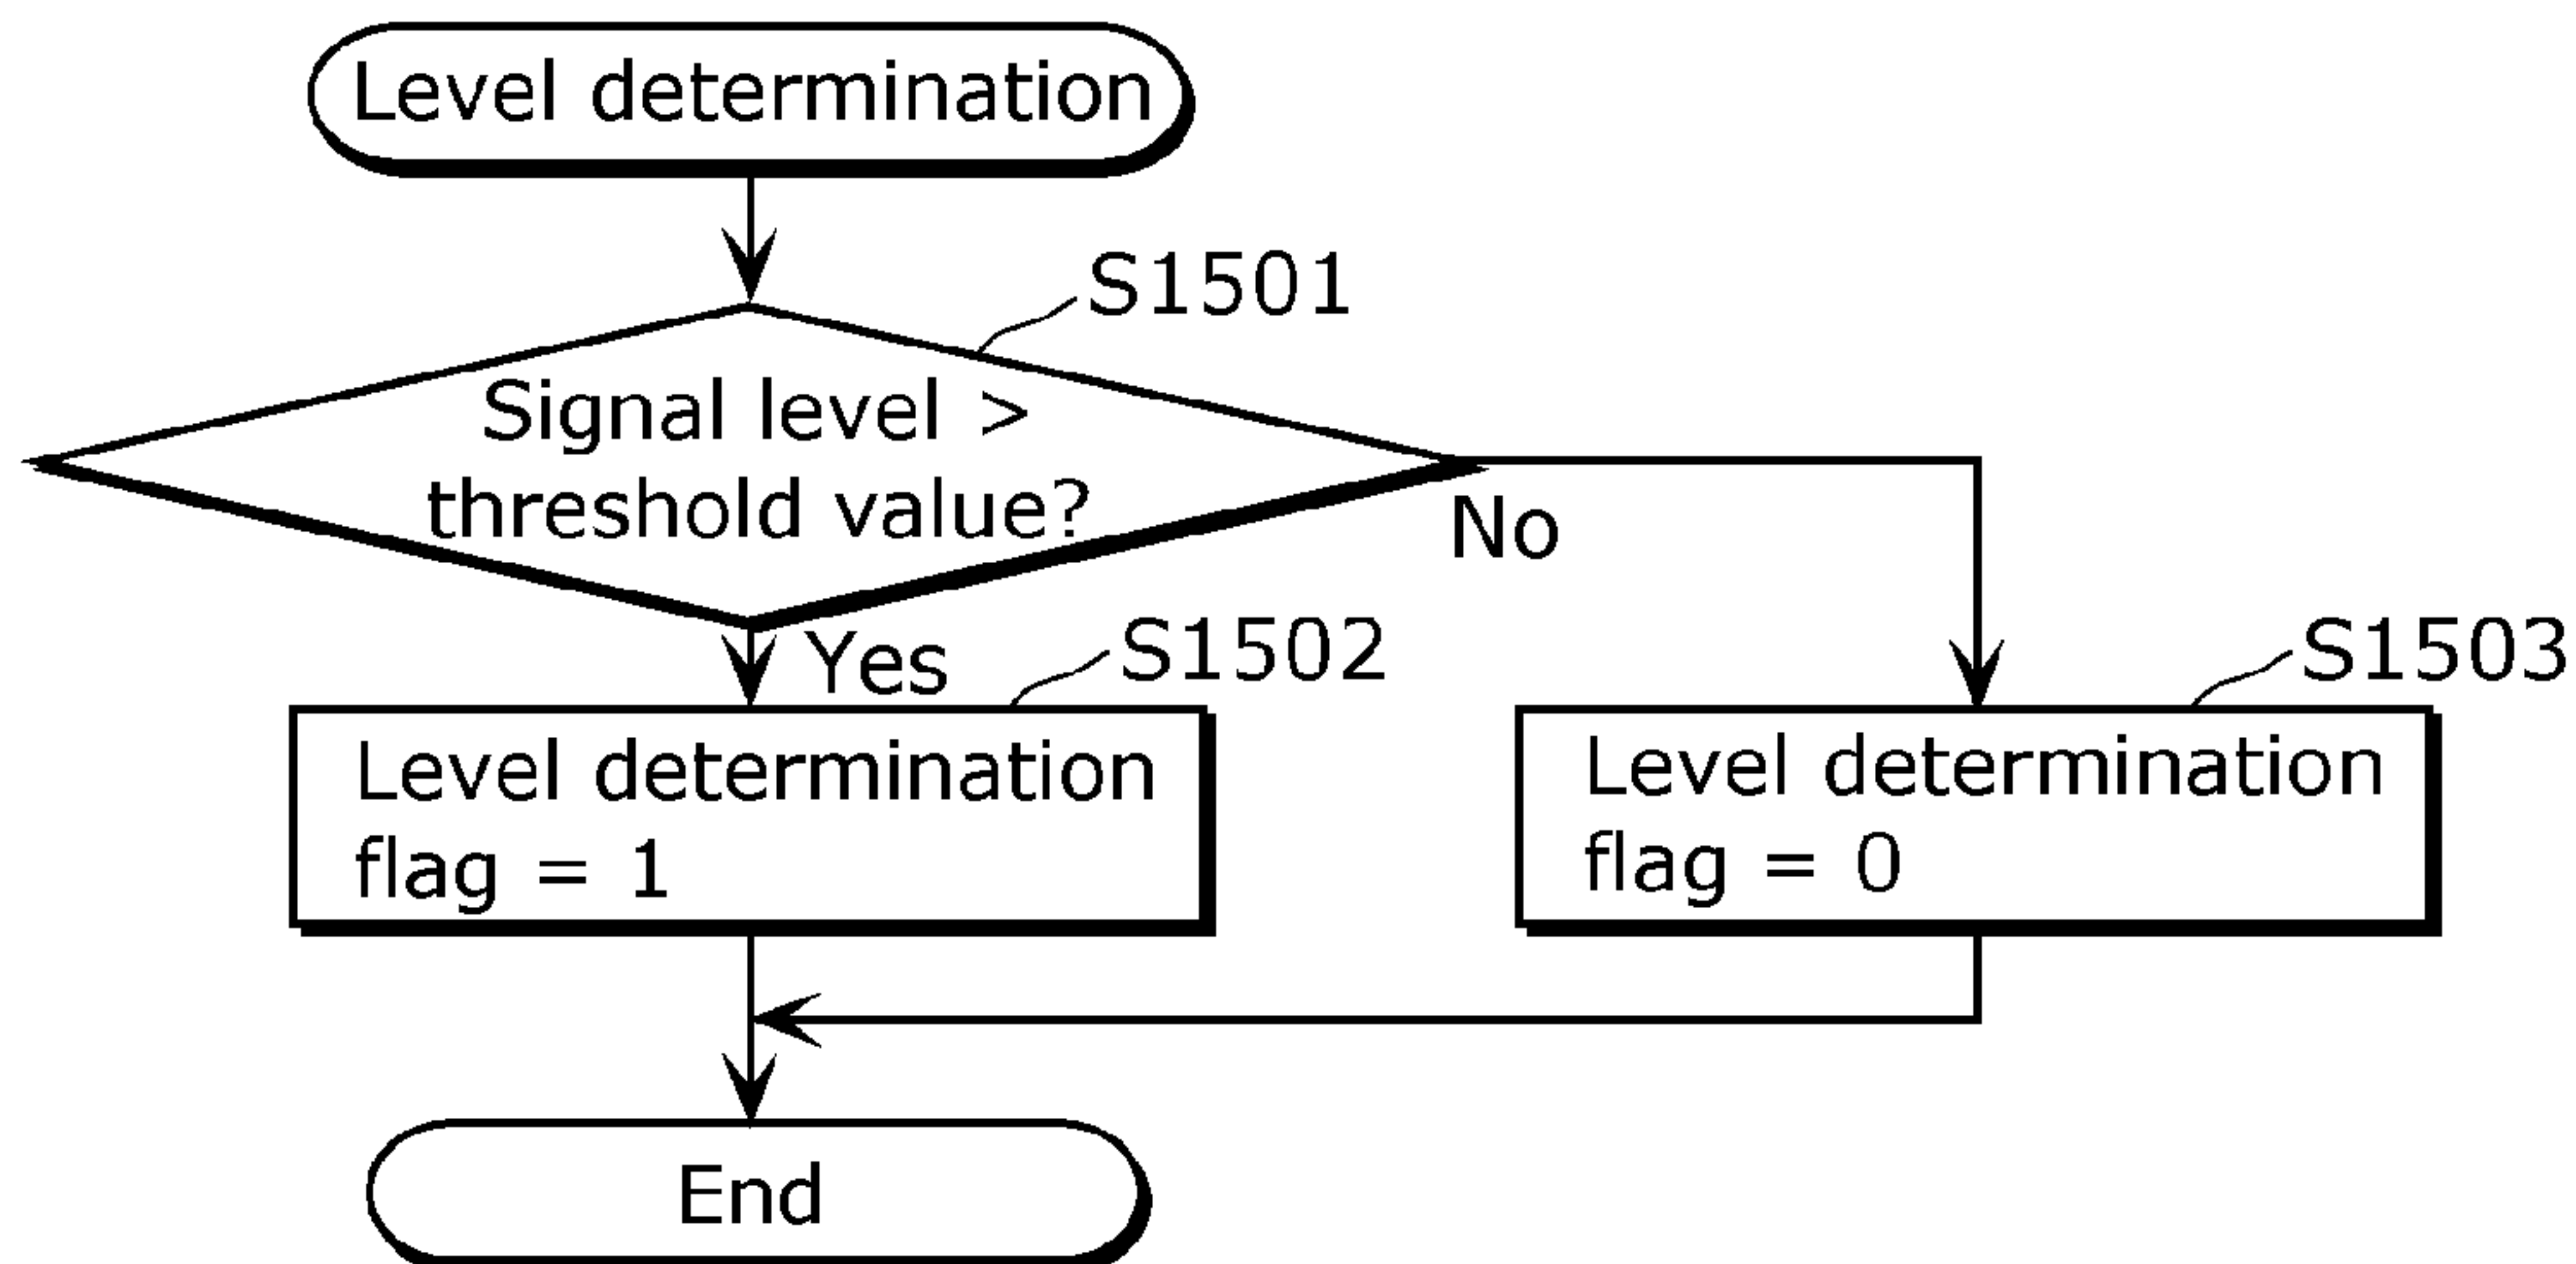 Level determination
S1501
Signal level >
threshold value?
No
Yes
S1502
S1503
Level determination
flag = 1
Level determination
flag = 0
End